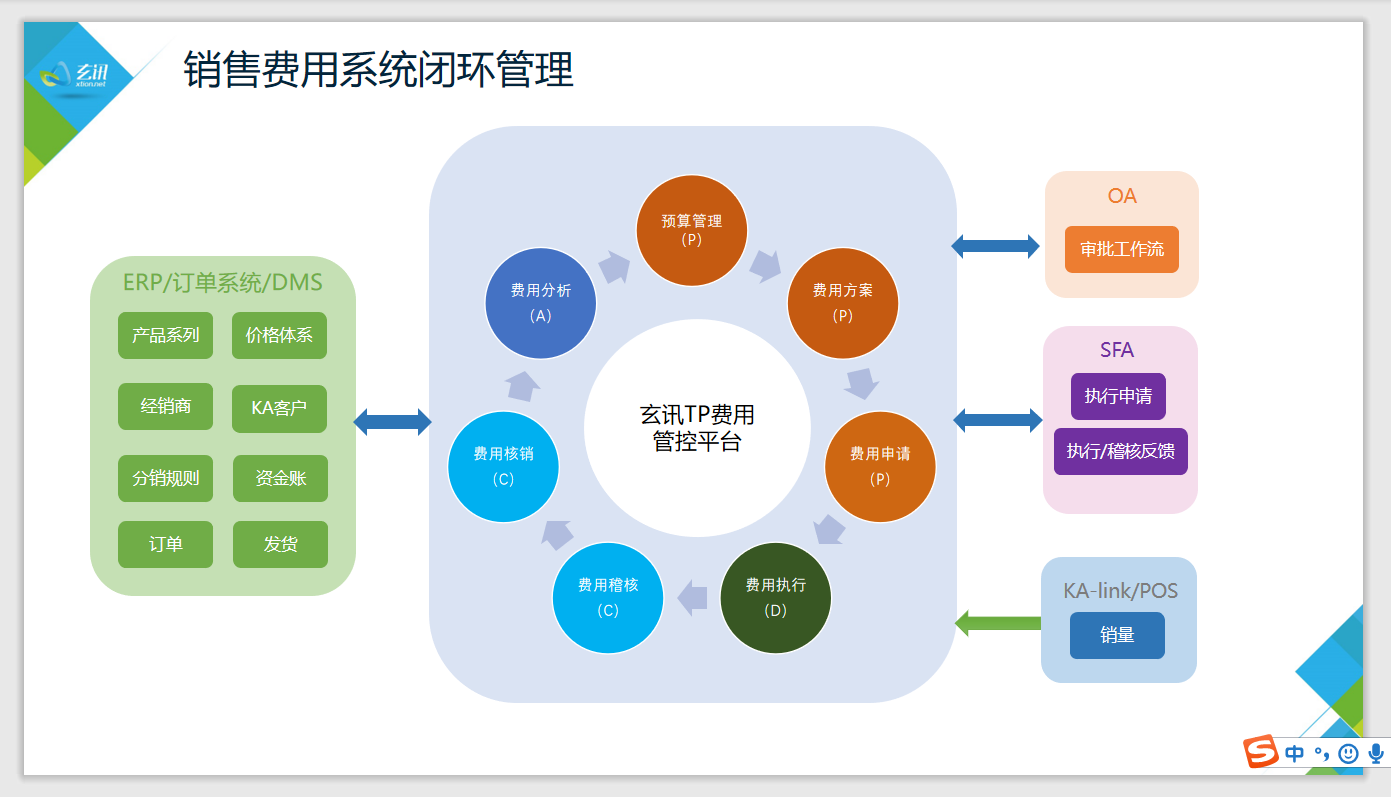 玄讯
xtion.net
销售费用系统闭环管理
ERP/订单系统/DMS
产品系列
价格体系
经销商
KA客户
分销规则
资金账
订单
发货
预算管理
（P）
费用方案
（P）
费用申请
（P）
费用执行
（D）
费用稽核
（C）
费用核销
（C）
费用分析
（A）
玄讯TP费用
管控平台
OA
审批工作流
SFA
执行申请
执行/稽核反馈
KA-link/POS
销量
S
中